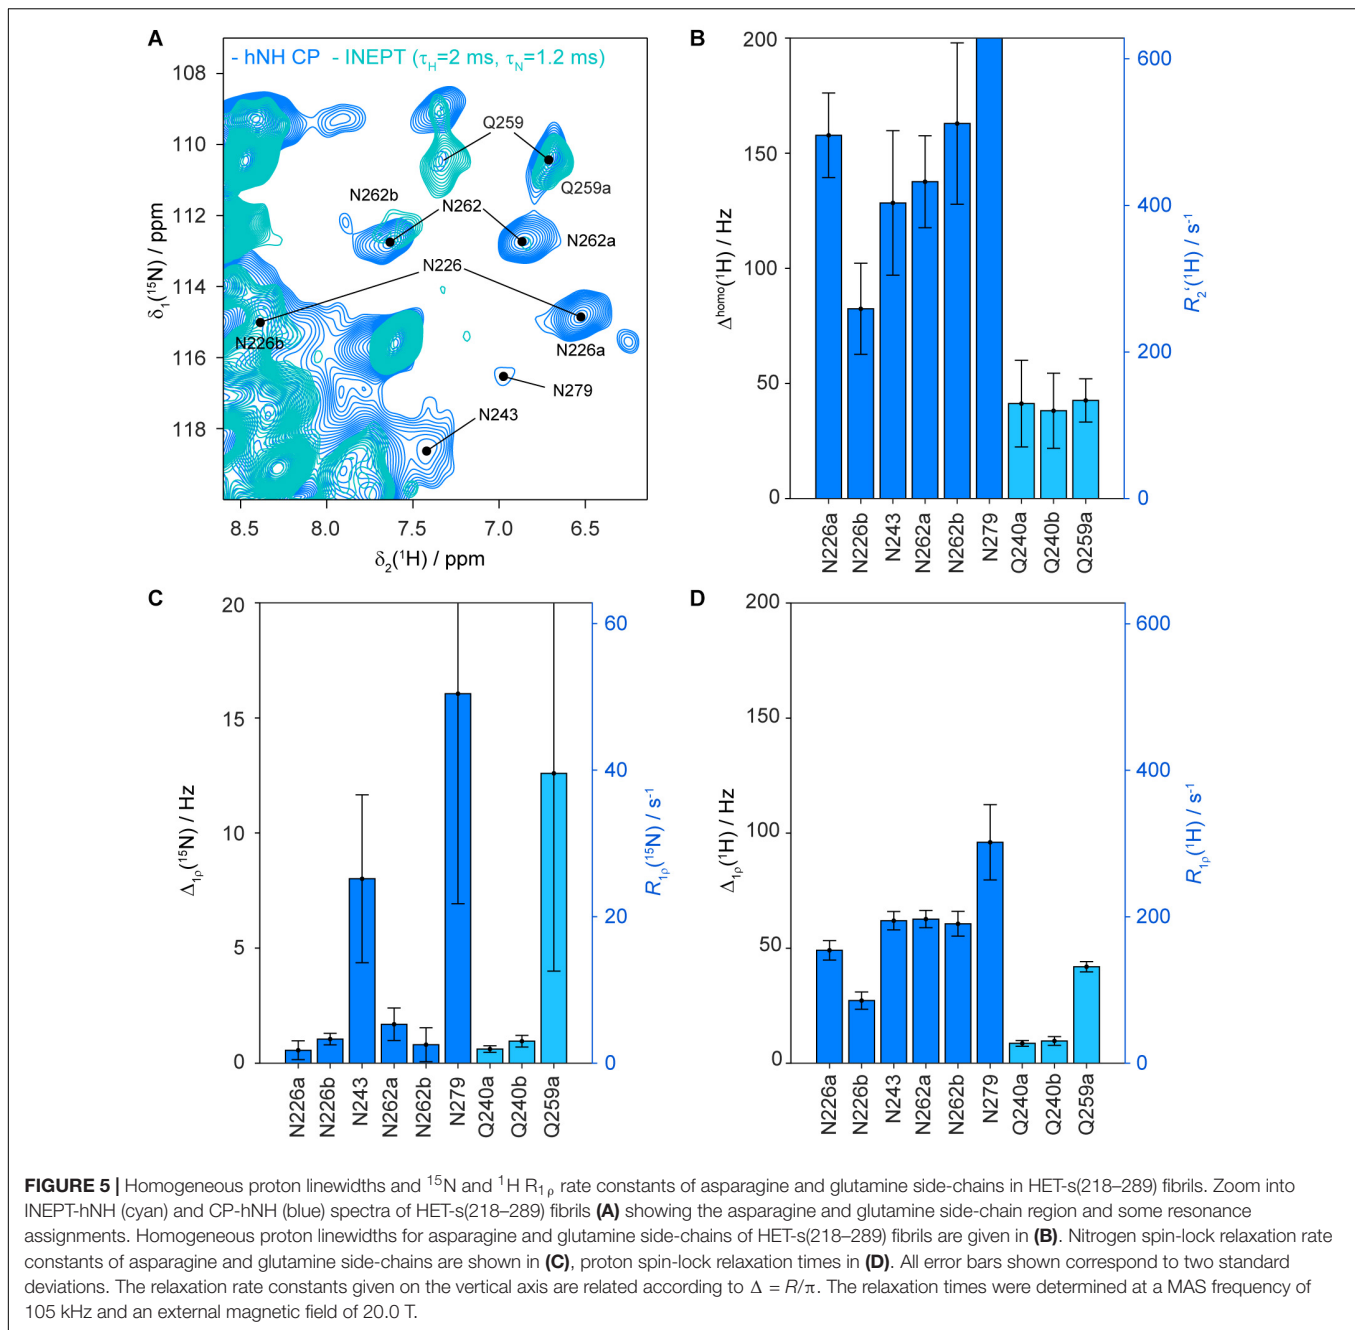 A
- hNH CP - INEPT (τH=2 ms, τN=1.2 ms)
108
110
112
114
116
118
δ1(15N) / ppm
Q259
Q259a
N262b
N262
N262a
N226
N226b
N226a
N279
N243
8.5 8.0 7.5 7.0 6.5
δ2(1H) / ppm
B
200
150
100
50
0
Δhomo(1H) / Hz
600
400
200
0
R2'(1H) / s-1
N226a N226b N243 N262a N262b N279 Q240a Q240b Q259a
C
20
15
10
5
0
Δ1ρ(15N) / Hz
60
40
20
0
R1ρ(15N) / s-1
N226a N226b N243 N262a N262b N279 Q240a Q240b Q259a
D
200
150
100
50
0
Δ1ρ(1H) / Hz
600
400
200
0
R1ρ(1H) / s-1
N226a N226b N243 N262a N262b N279 Q240a Q240b Q259a
FIGURE 5 | Homogeneous proton linewidths and 15N and 1H R1ρ rate constants of asparagine and glutamine side-chains in HET-s(218–289) fibrils. Zoom into
INEPT-hNH (cyan) and CP-hNH (blue) spectra of HET-s(218–289) fibrils (A) showing the asparagine and glutamine side-chain region and some resonance
assignments. Homogeneous proton linewidths for asparagine and glutamine side-chains of HET-s(218–289) fibrils are given in (B). Nitrogen spin-lock relaxation rate
constants of asparagine and glutamine side-chains are shown in (C), proton spin-lock relaxation times in (D). All error bars shown correspond to two standard
deviations. The relaxation rate constants given on the vertical axis are related according to Δ = R/π. The relaxation times were determined at a MAS frequency of
105 kHz and an external magnetic field of 20.0 T.